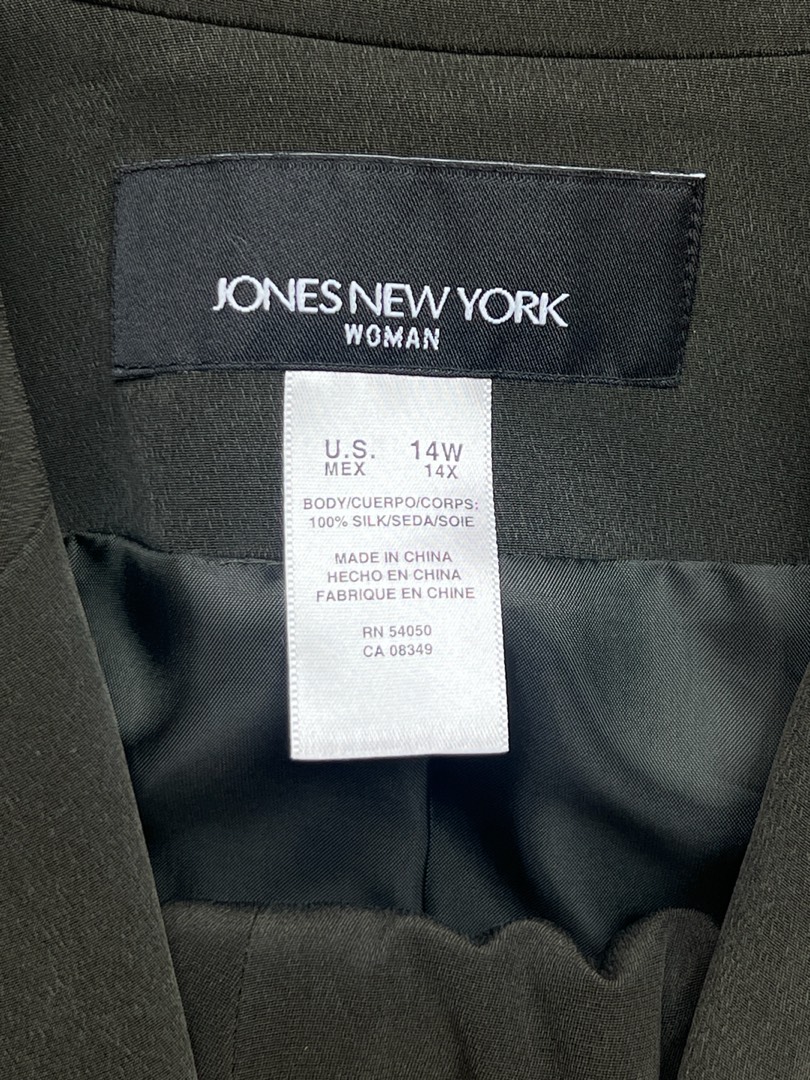 JONES NEW YORK
WOMAN
U.S. 14W
MEX 14X
BODY/CUERPO/CORPS:
100% SILK/SEDA/SOIE
MADE IN CHINA
HECHO EN CHINA
FABRIQUE EN CHINE
RN 54050
CA 08349